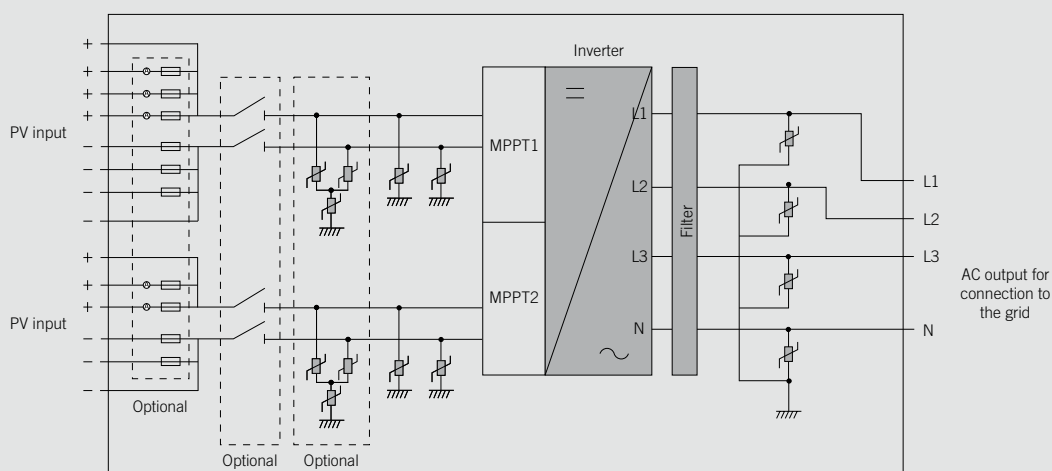 Inverter
+
+
+
+
PV input
−
−
−
−
MPPT1
L1
L2
L3
N
Filter
L1
L2
L3
N
AC output for
connection to
the grid
+
+
+
PV input
−
−
−
MPPT2
Optional
Optional
Optional